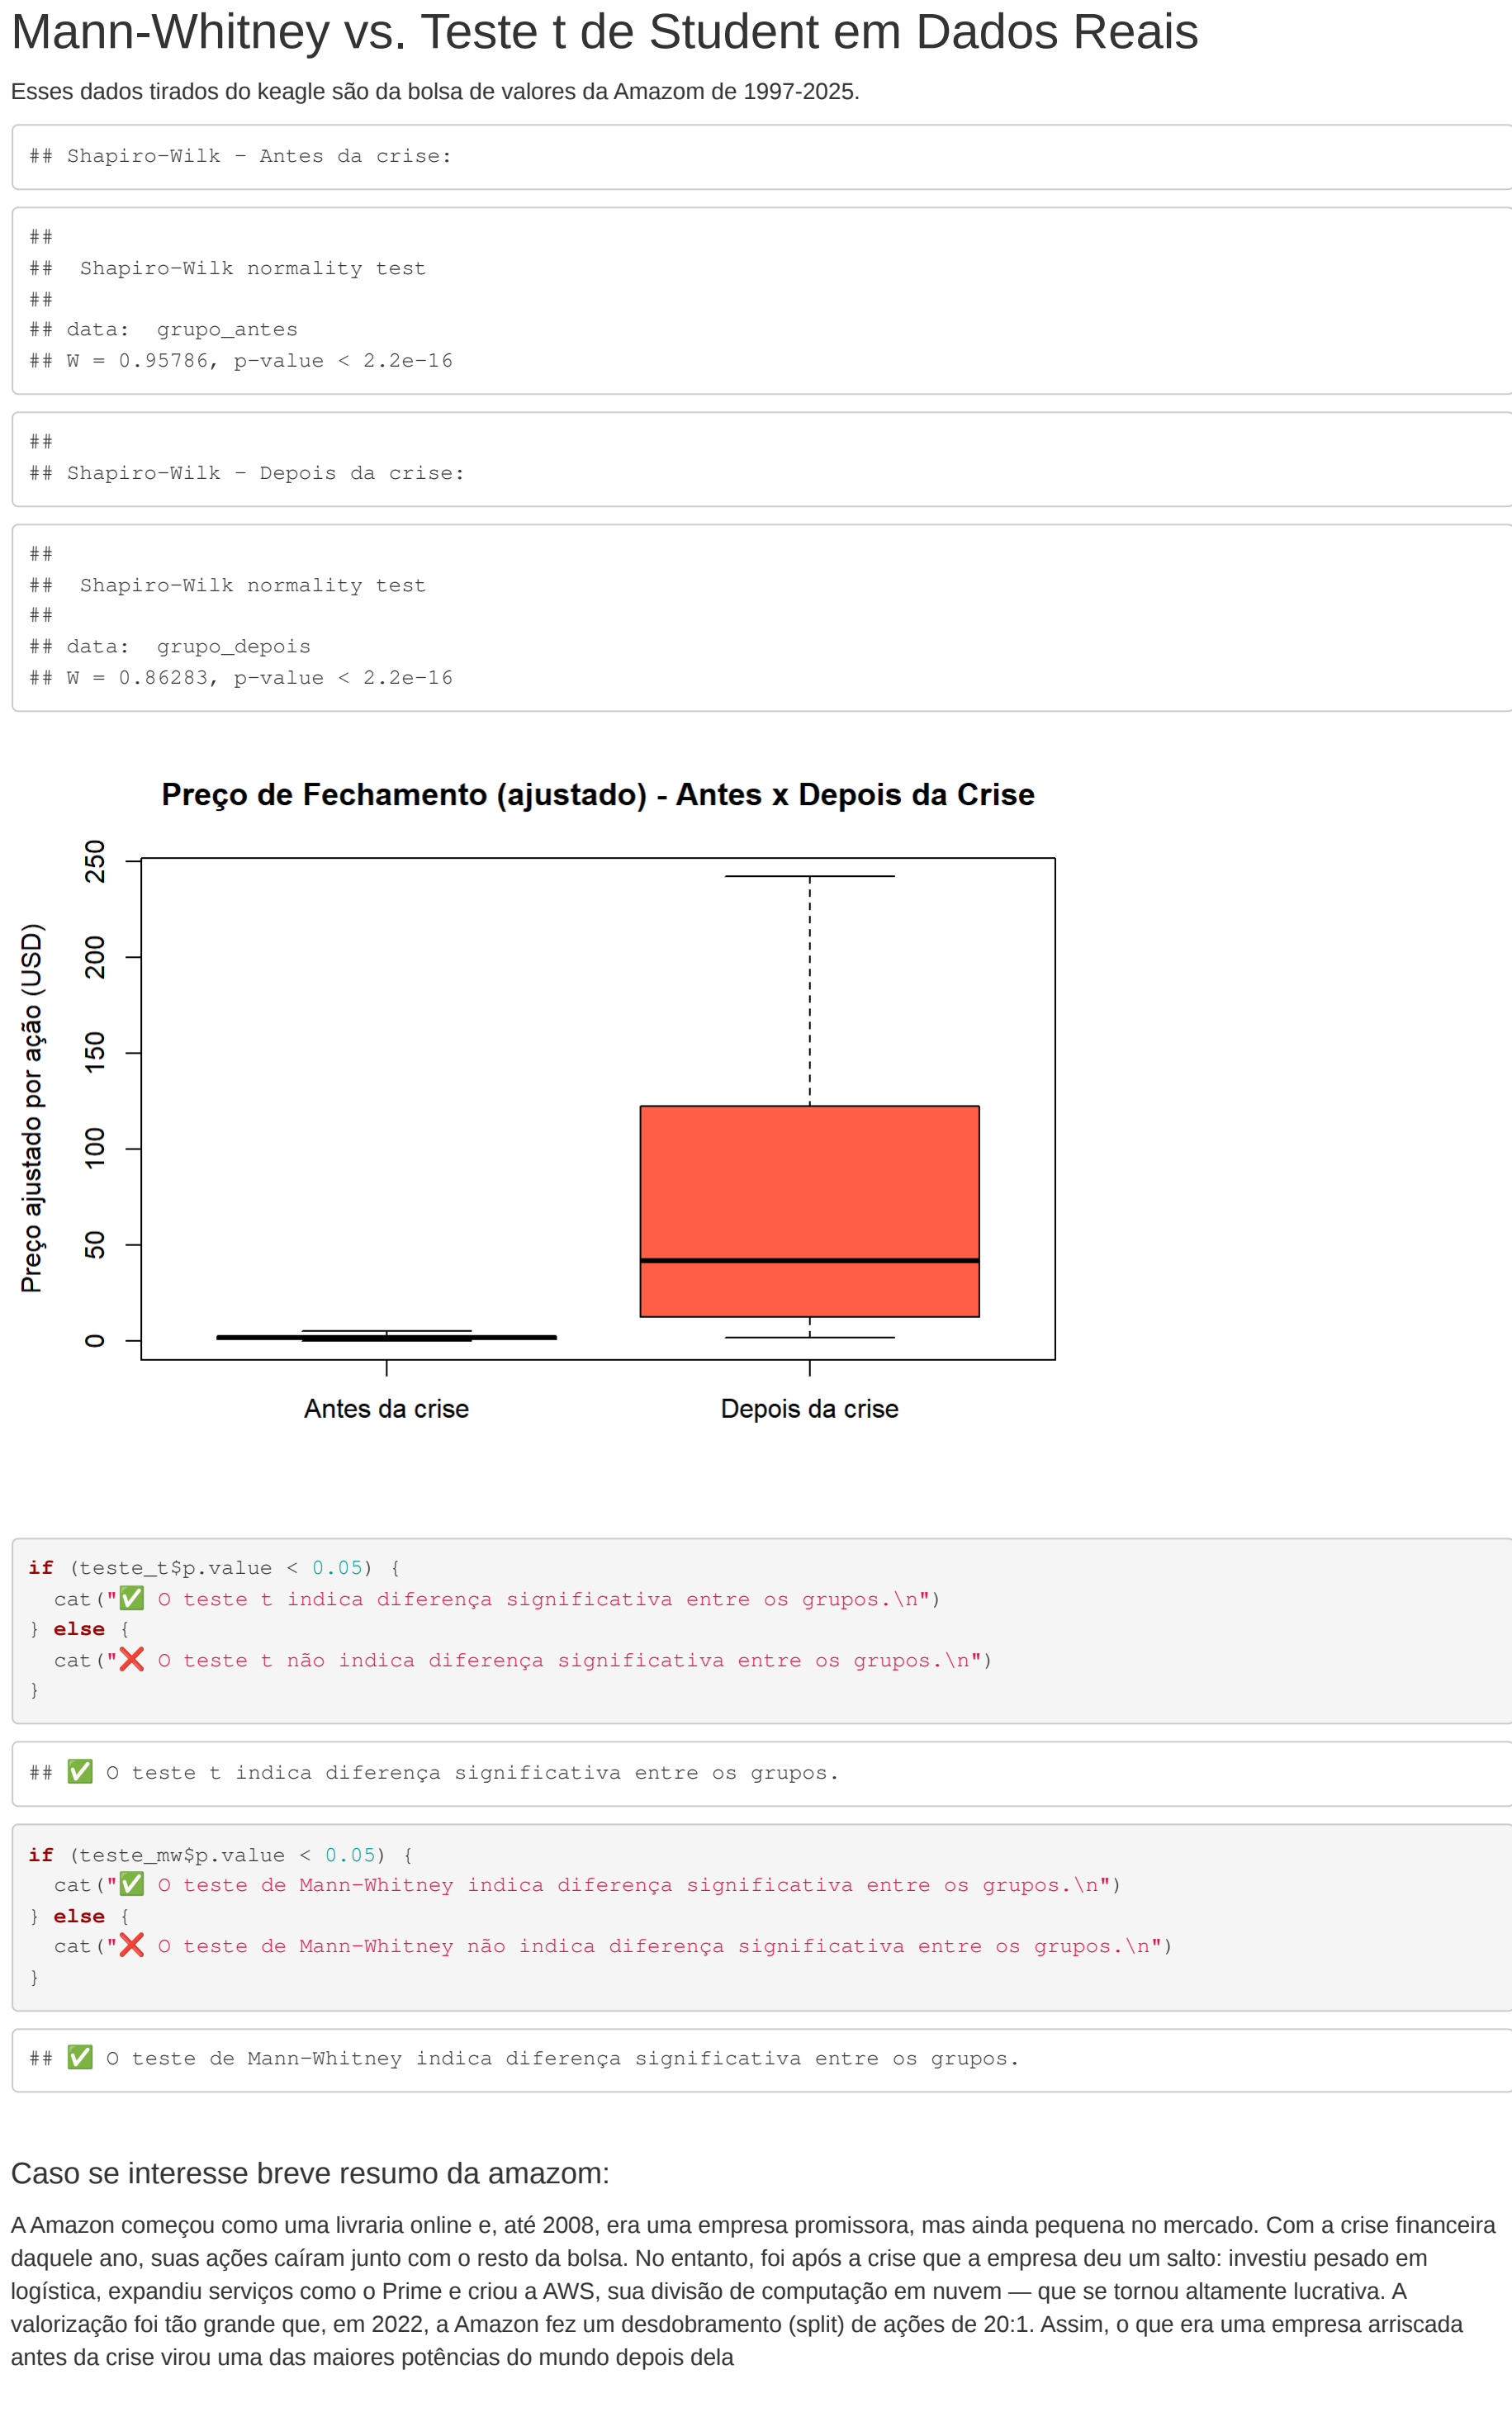 Mann-Whitney vs. Teste t de Student em Dados Reais
Esses dados tirados do keagle são da bolsa de valores da Amazom de 1997-2025.
## Shapiro-Wilk - Antes da crise:
##
##  Shapiro-Wilk normality test
##
## data:  grupo_antes
## W = 0.95786, p-value < 2.2e-16
##
## Shapiro-Wilk - Depois da crise:
##
##  Shapiro-Wilk normality test
##
## data:  grupo_depois
## W = 0.86283, p-value < 2.2e-16
Preço de Fechamento (ajustado) - Antes x Depois da Crise
Preço ajustado por ação (USD)
250
200
150
100
50
0
Antes da crise
Depois da crise
if (teste_t$p.value < 0.05) {
  cat("✅ O teste t indica diferença significativa entre os grupos.\n")
} else {
  cat("❌ O teste t não indica diferença significativa entre os grupos.\n")
}
## ✅ O teste t indica diferença significativa entre os grupos.
if (teste_mw$p.value < 0.05) {
  cat("✅ O teste de Mann-Whitney indica diferença significativa entre os grupos.\n")
} else {
  cat("❌ O teste de Mann-Whitney não indica diferença significativa entre os grupos.\n")
}
## ✅ O teste de Mann-Whitney indica diferença significativa entre os grupos.
Caso se interesse breve resumo da amazom:
A Amazon começou como uma livraria online e, até 2008, era uma empresa promissora, mas ainda pequena no mercado. Com a crise financeira
daquele ano, suas ações caíram junto com o resto da bolsa. No entanto, foi após a crise que a empresa deu um salto: investiu pesado em
logística, expandiu serviços como o Prime e criou a AWS, sua divisão de computação em nuvem — que se tornou altamente lucrativa. A
valorização foi tão grande que, em 2022, a Amazon fez um desdobramento (split) de ações de 20:1. Assim, o que era uma empresa arriscada
antes da crise virou uma das maiores potências do mundo depois dela